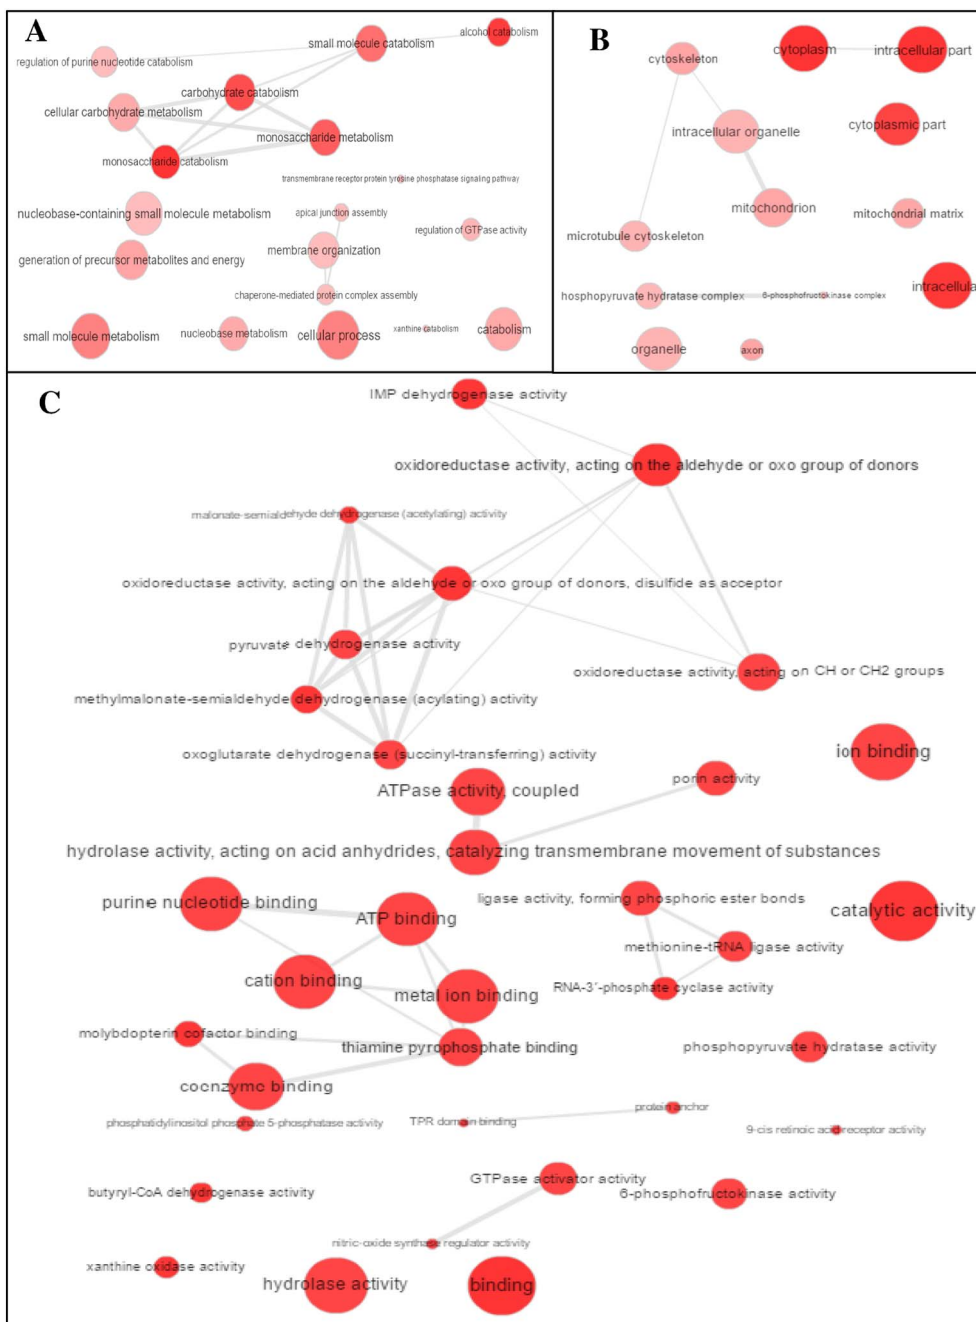 A
alcohol catabolism
small molecule catabolism
regulation of purine nucleotide catabolism
carbohydrate catabolism
cellular carbohydrate metabolism
monosaccharide metabolism
monosaccharide catabolism
transmembrane receptor protein tyrosine phosphatase signaling pathway
nucleobase-containing small molecule metabolism
apical junction assembly
regulation of GTPase activity
membrane organization
generation of precursor metabolites and energy
chaperone-mediated protein complex assembly
small molecule metabolism
nucleobase metabolism
cellular process
xanthine catabolism
catabolism
B
cytoplasm
intracellular part
cytoskeleton
intracellular organelle
cytoplasmic part
mitochondrion
mitochondrial matrix
microtubule cytoskeleton
intracellular
hosphopyruvate hydratase complex
6-phosphofructokinase complex
organelle
axon
C
IMP dehydrogenase activity
oxidoreductase activity, acting on the aldehyde or oxo group of donors
malonate-semialdehyde dehydrogenase (acetylating) activity
oxidoreductase activity, acting on the aldehyde or oxo group of donors, disulfide as acceptor
pyruvate dehydrogenase activity
oxidoreductase activity, acting on CH or CH2 groups
methylmalonate-semialdehyde dehydrogenase (acylating) activity
oxoglutarate dehydrogenase (succinyl-transferring) activity
ion binding
porin activity
ATPase activity, coupled
hydrolase activity, acting on acid anhydrides, catalyzing transmembrane movement of substances
purine nucleotide binding
ligase activity, forming phosphoric ester bonds
catalytic activity
ATP binding
methionine-tRNA ligase activity
cation binding
RNA-3'-phosphate cyclase activity
metal ion binding
molybdopterin cofactor binding
thiamine pyrophosphate binding
phosphopyruvate hydratase activity
coenzyme binding
protein anchor
phosphatidylinositol phosphate 5-phosphatase activity
TPR domain binding
9-cis retinoic acid receptor activity
GTPase activator activity
butyryl-CoA dehydrogenase activity
6-phosphofructokinase activity
nitric-oxide synthase regulator activity
xanthine oxidase activity
hydrolase activity
binding